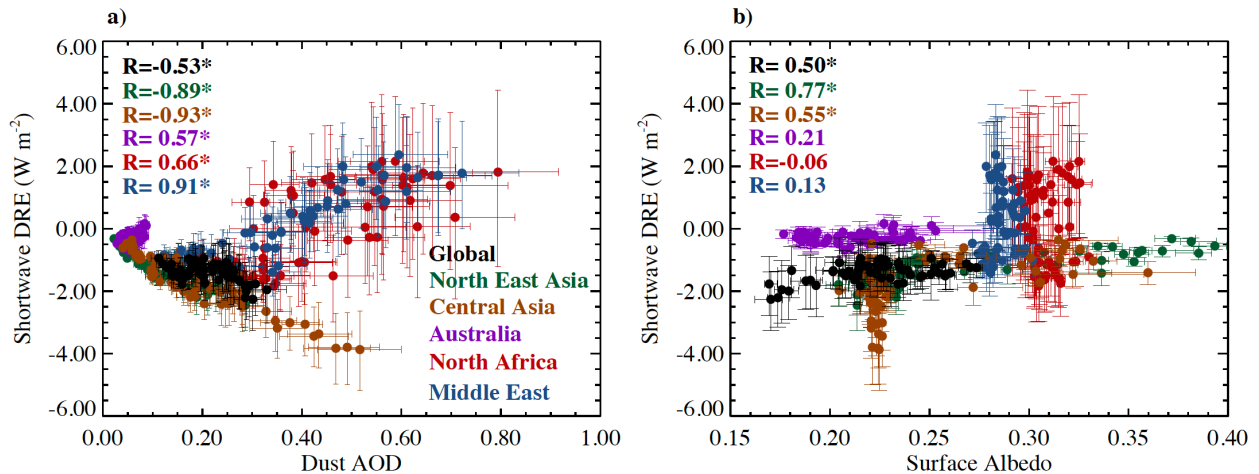 a)
6.00
4.00
2.00
0.00
-2.00
-4.00
-6.00
Shortwave DRE (W m-2)
R=-0.53*
R=-0.89*
R=-0.93*
R= 0.57*
R= 0.66*
R= 0.91*
Global
North East Asia
Central Asia
Australia
North Africa
Middle East
0.00 0.20 0.40 0.60 0.80 1.00
Dust AOD
b)
6.00
4.00
2.00
0.00
-2.00
-4.00
-6.00
Shortwave DRE (W m-2)
R= 0.50*
R= 0.77*
R= 0.55*
R= 0.21
R=-0.06
R= 0.13
0.15 0.20 0.25 0.30 0.35 0.40
Surface Albedo